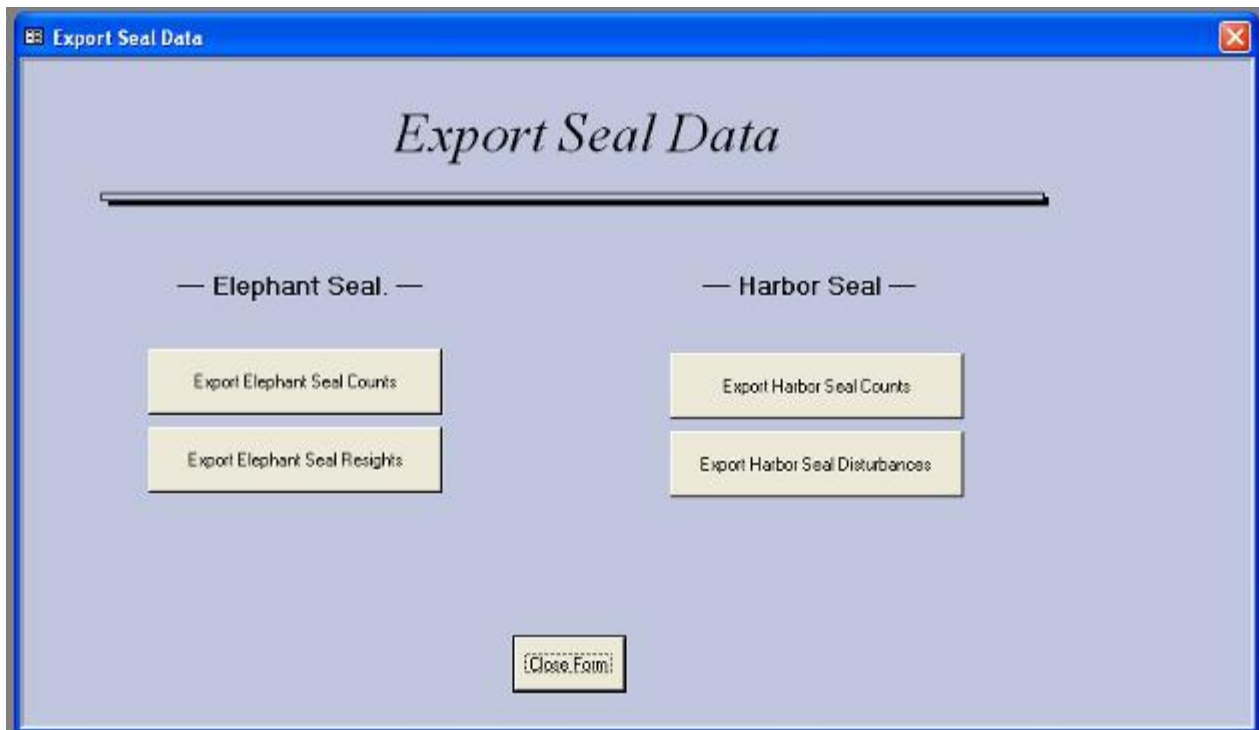 Export Seal Data
Export Seal Data
— Elephant Seal. —
Export Elephant Seal Counts
Export Elephant Seal Resights
— Harbor Seal —
Export Harbor Seal Counts
Export Harbor Seal Disturbances
Close Form